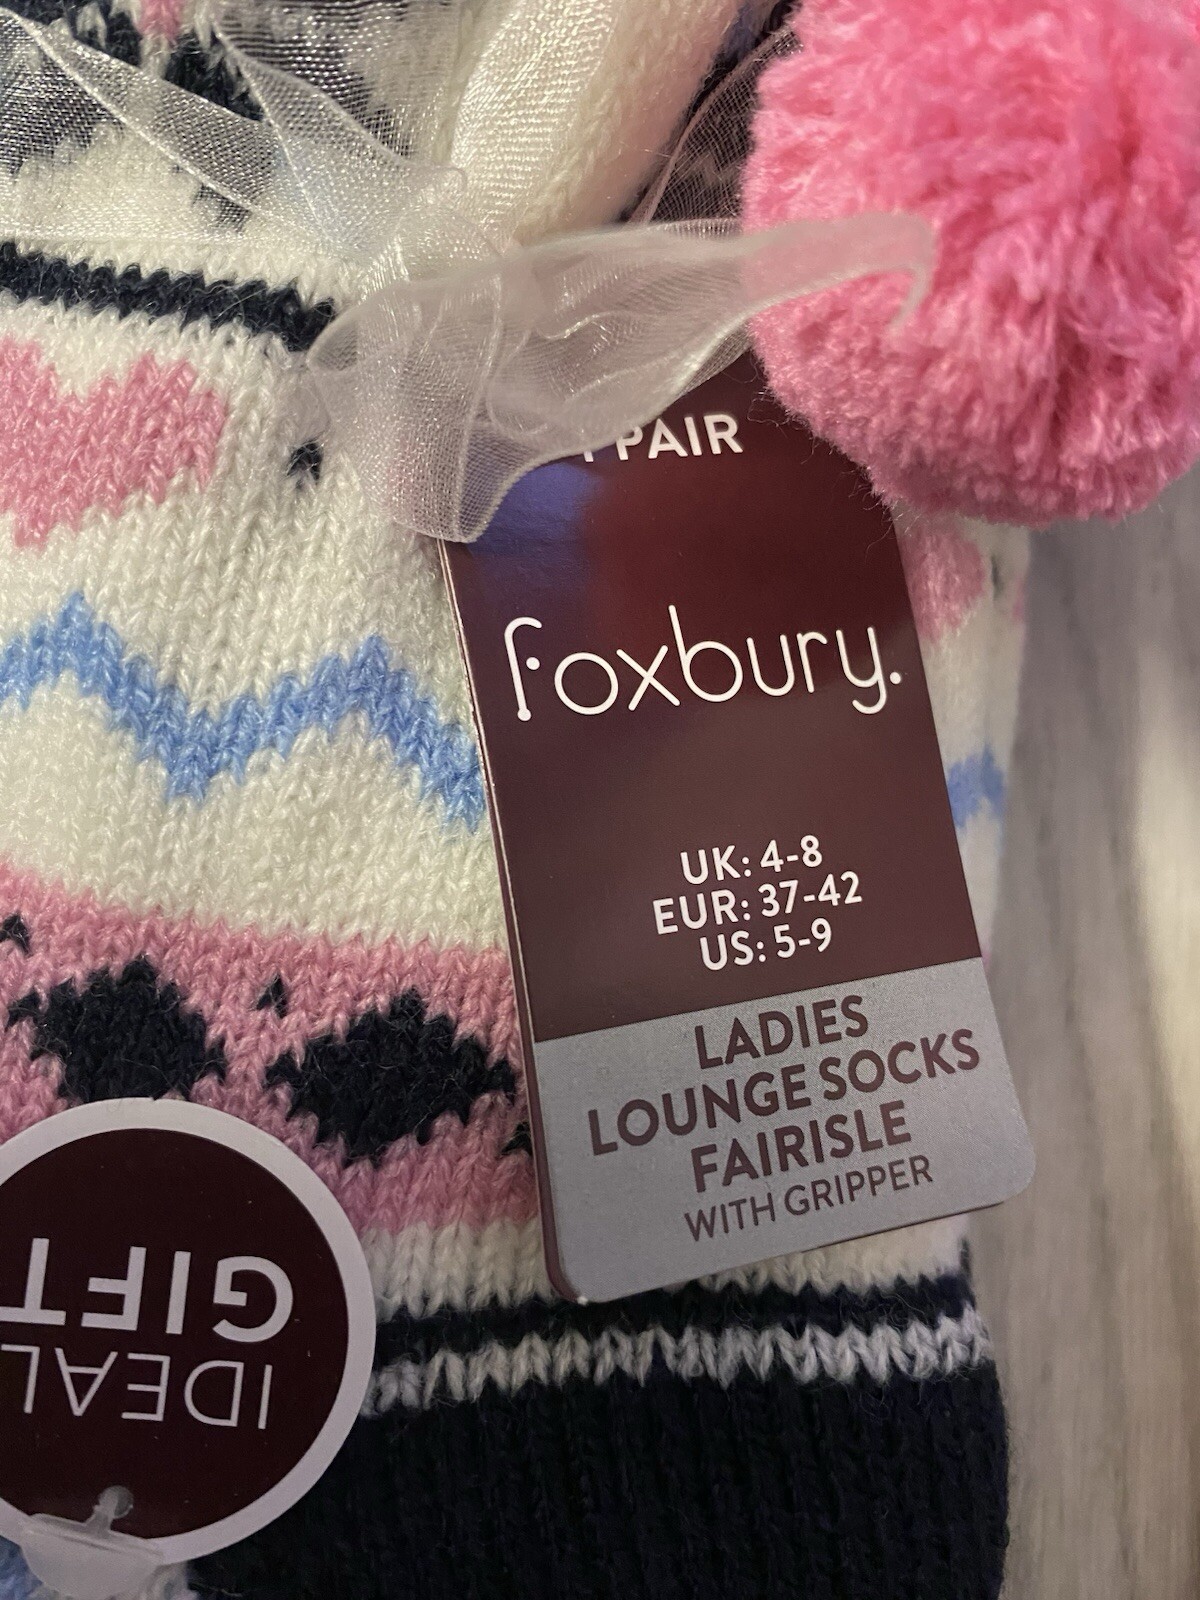 1 PAIR
foxbury.
UK: 4-8
EUR: 37-42
US: 5-9
LADIES
LOUNGE SOCKS
FAIRISLE
WITH GRIPPER
IDEAL
GIFT